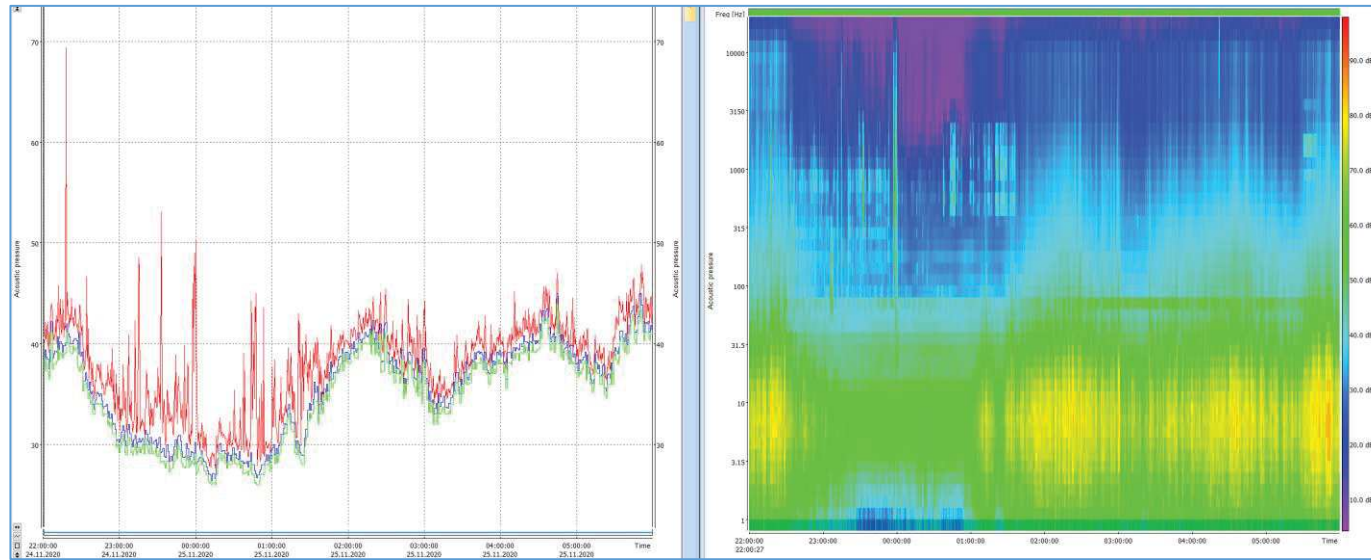 70
60
50
40
30
Acoustic pressure
70
60
50
40
30
Acoustic pressure
22:00:00 23:00:00 00:00:00 01:00:00 02:00:00 03:00:00 04:00:00 05:00:00 Time
24.11.2020 24.11.2020 25.11.2020 25.11.2020 25.11.2020 25.11.2020 25.11.2020 25.11.2020
Freq [Hz]
10000
3150
1000
315
100
31.5
10
3.15
1
Acoustic pressure
22:00:00 23:00:00 00:00:00 01:00:00 02:00:00 03:00:00 04:00:00 05:00:00 Time
22:00:27
90.0 dB
80.0 dB
70.0 dB
60.0 dB
50.0 dB
40.0 dB
30.0 dB
20.0 dB
10.0 dB